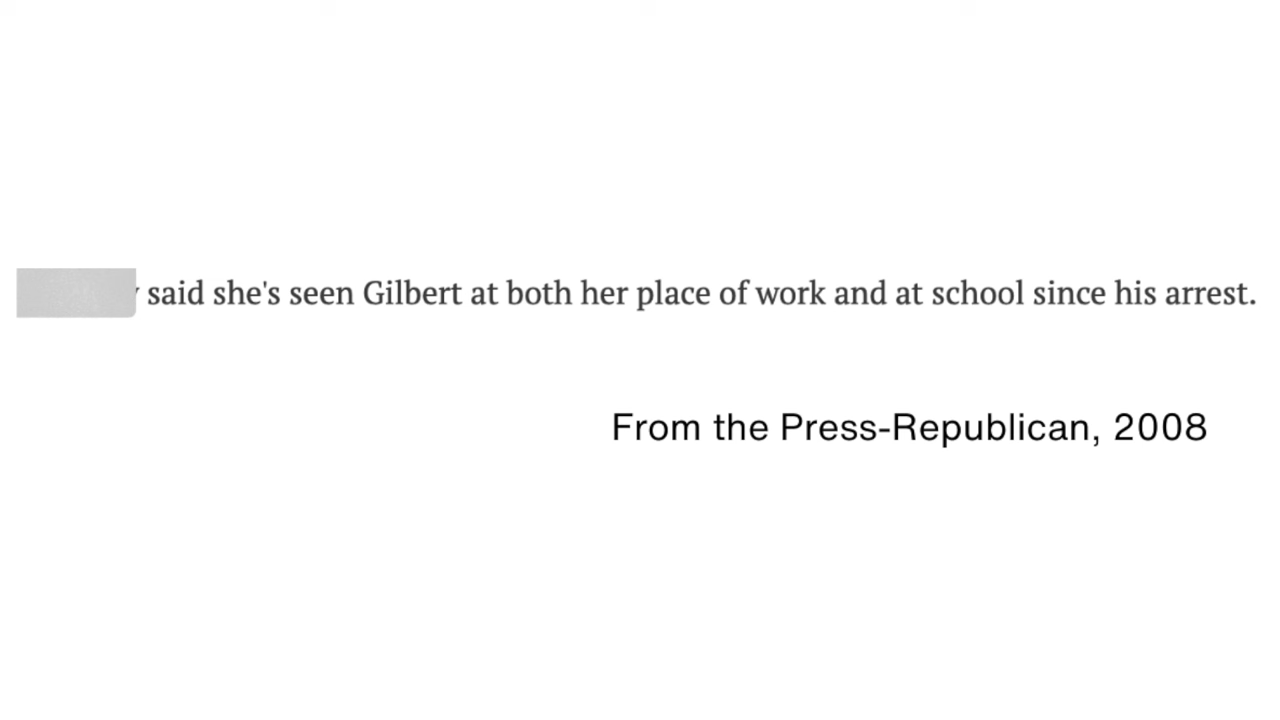 said she's seen Gilbert at both her place of work and at school since his arrest.
From the Press-Republican, 2008